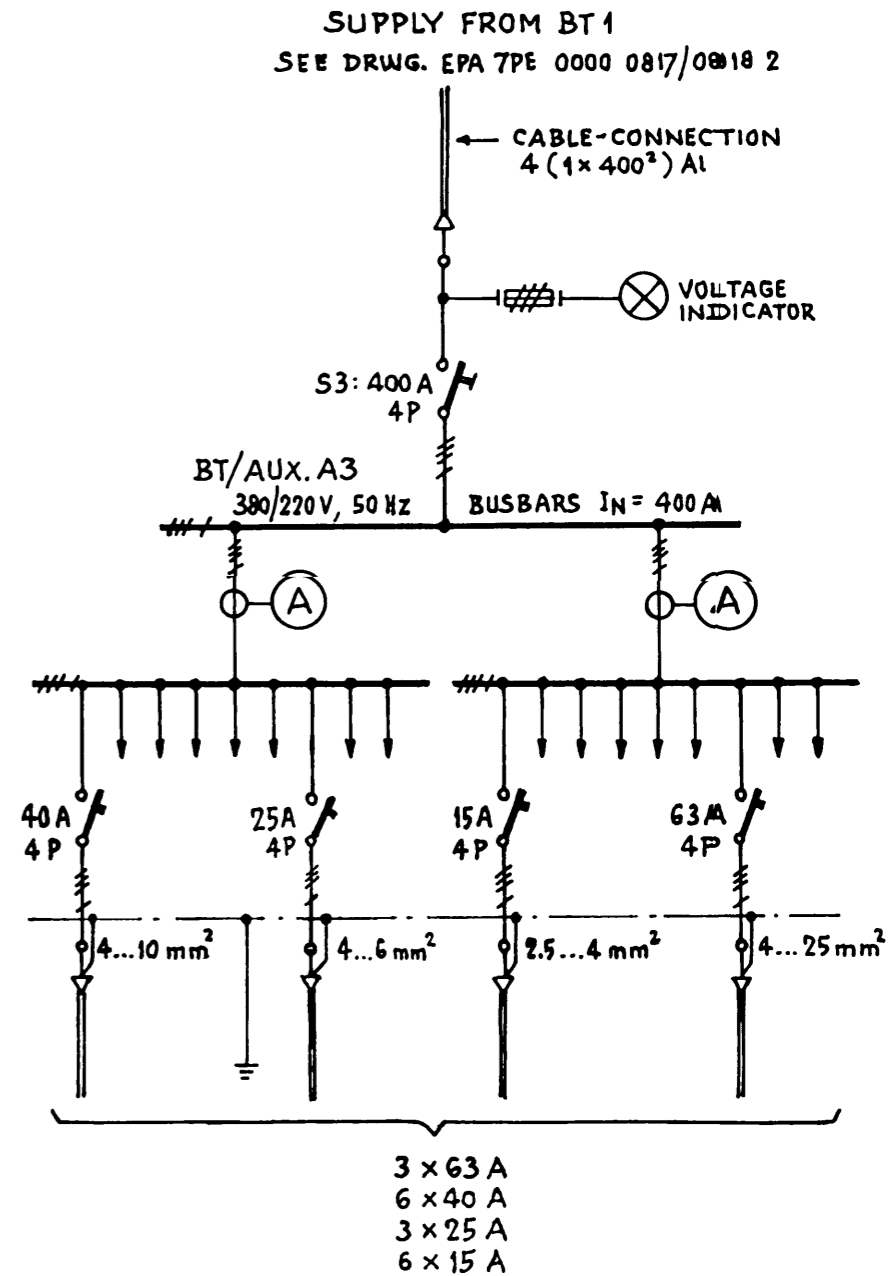 SUPPLY FROM BT 1
SEE DRWG. EPA 7PE 0000 0817/0818 2
CABLE-CONNECTION
4 (1 × 400²) Al
VOLTAGE
INDICATOR
S3: 400 A
4P
BT/AUX. A3
380/220V, 50 Hz
BUSBARS IN = 400 A
A
A
40 A
4 P
25A
4P
15A
4P
63 A
4P
4...10 mm²
4...6 mm²
2.5...4 mm²
4...25 mm²
3 × 63 A
6 × 40 A
3 × 25 A
6 × 15 A